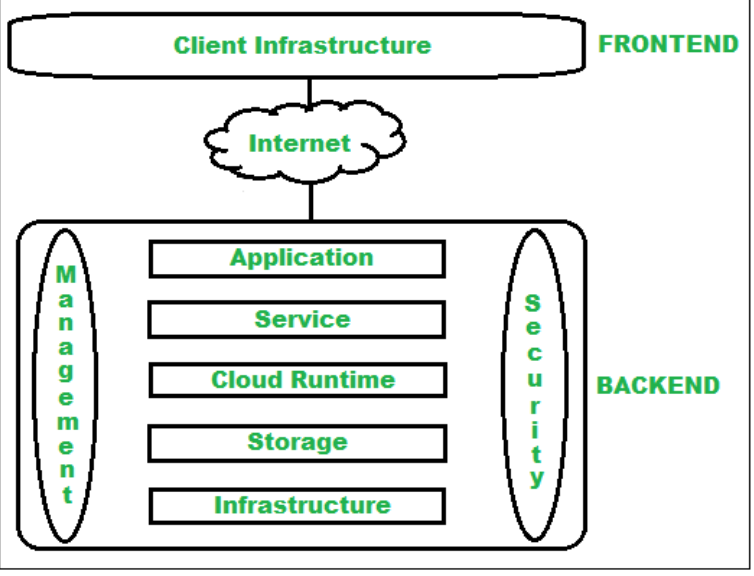 Client Infrastructure
FRONTEND
Internet
Management
Application
Service
Cloud Runtime
Storage
Infrastructure
Security
BACKEND